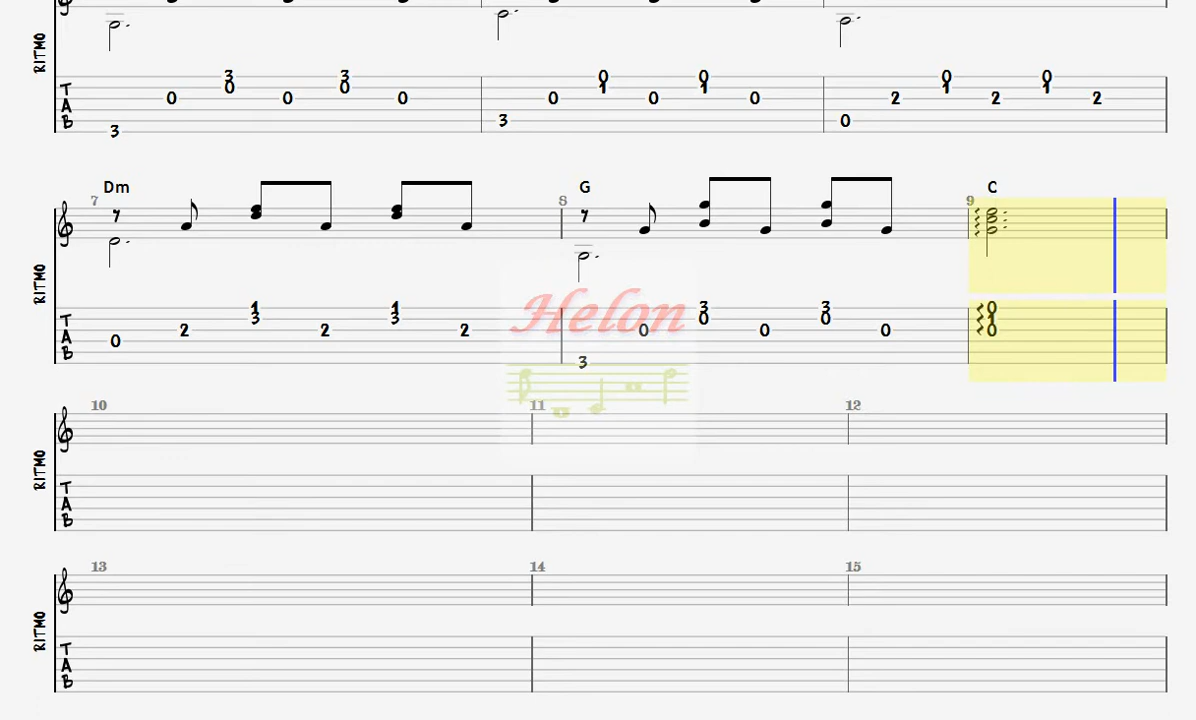 RITMO
3 0 3 0 0 3 0 0
3 0 0 1 0 0 1 0
0 2 0 1 2 0 1 2
T
A
B
Dm G C
7 8 9
RITMO
0 2 1 3 2 1 3 2
3 0 3 0 0 3 0 0
0 1 0
T
A
B
Helon
10 11 12
RITMO
T
A
B
13 14 15
RITMO
T
A
B